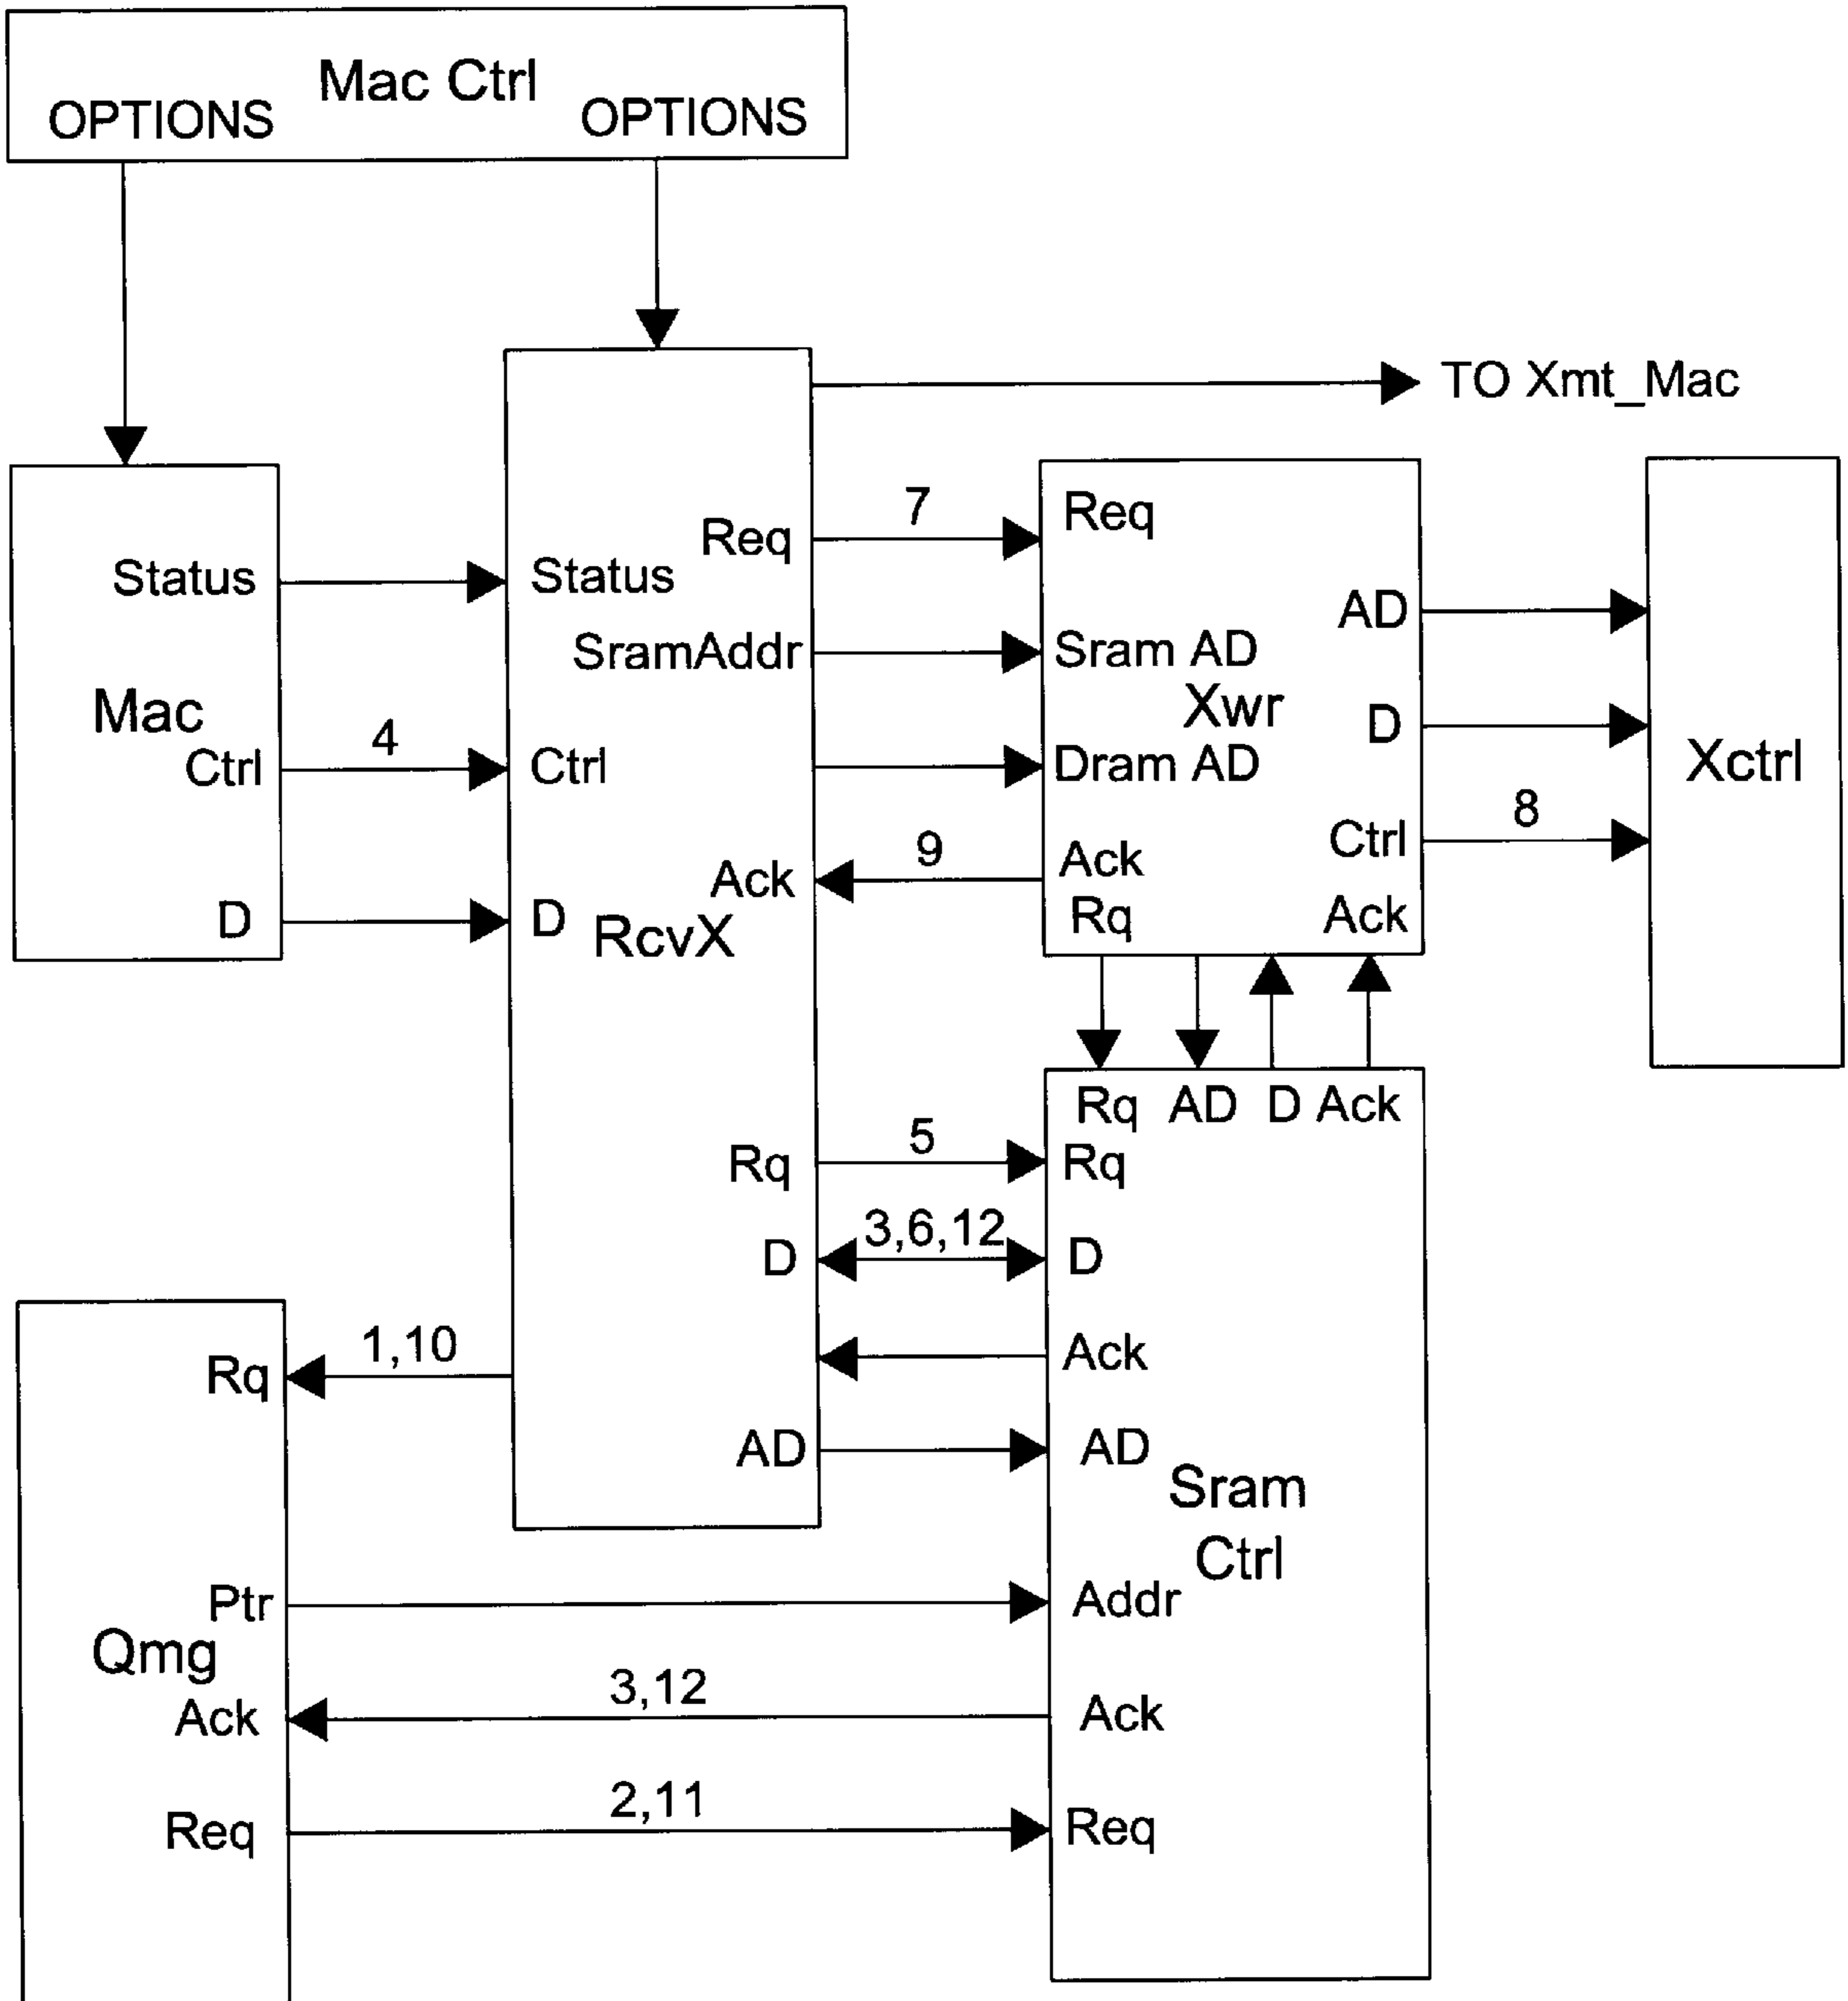 Mac Ctrl
OPTIONS OPTIONS
TO Xmt_Mac
Req 7 Req
Status Status AD
SramAddr Sram AD
Mac Xwr D
Ctrl 4 Ctrl Dram AD Xctrl
8
9 Ack Ctrl
Ack
D D RcvX Rq Ack
Rq AD D Ack
Rq 5 Rq
D 3,6,12 D
1,10 Ack
Rq
AD AD
Sram
Ctrl
Ptr Addr
Qmg
3,12
Ack Ack
2,11
Req Req